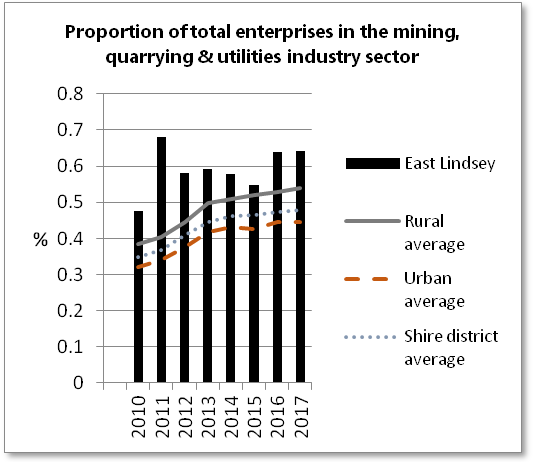 Proportion of total enterprises in the mining,
quarrying & utilities industry sector
0.8
0.7
0.6
0.5
0.4
0.3
0.2
0.1
0
%
2010
2011
2012
2013
2014
2015
2016
2017
East Lindsey
Rural
average
Urban
average
Shire district
average